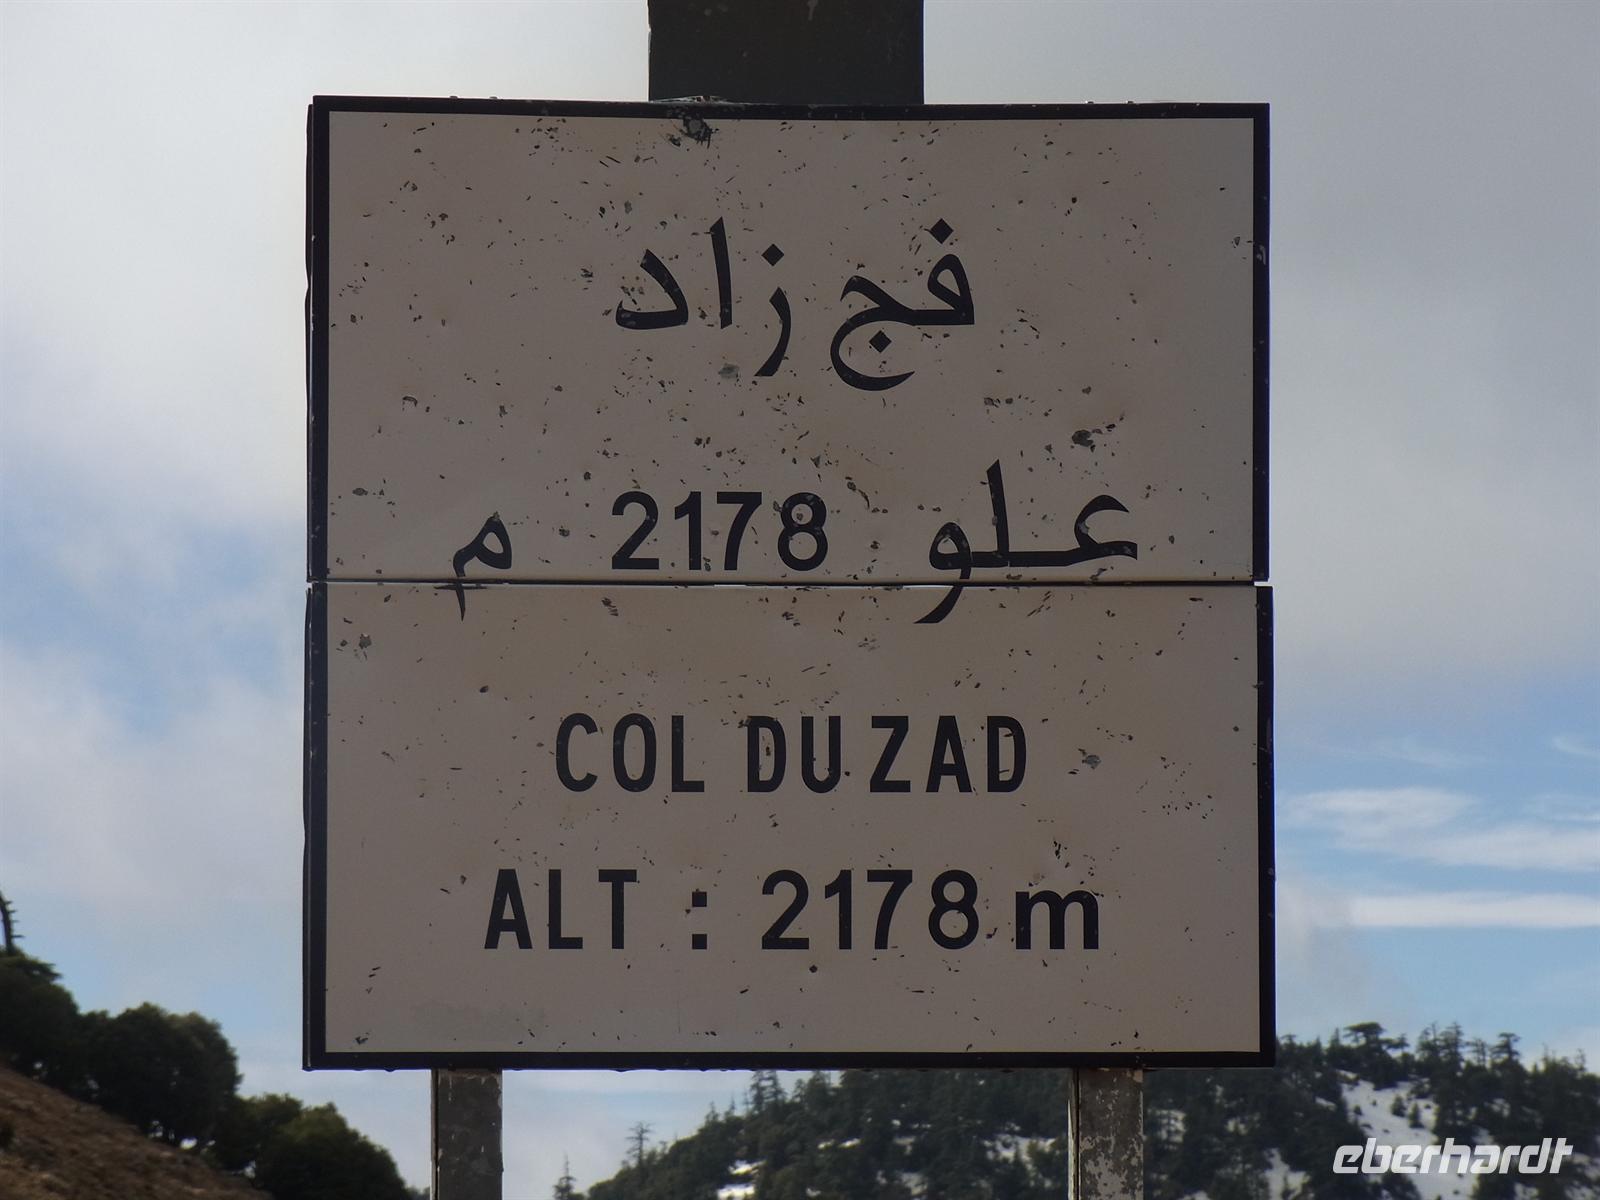 فج زاد
علو 2178 م
COL DU ZAD
ALT : 2178 m
eberhardt